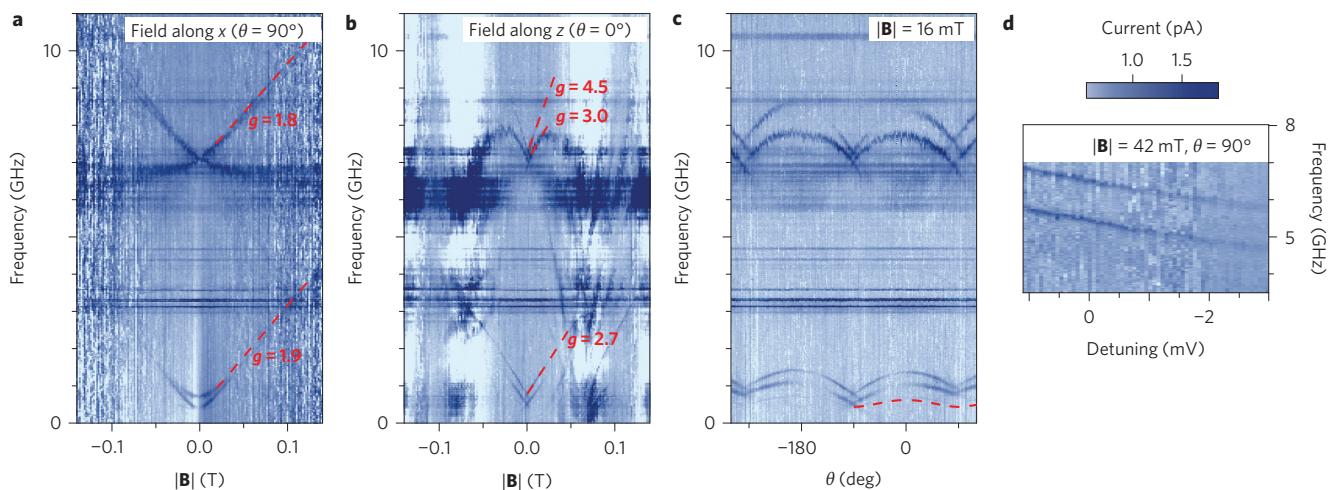 a
Field along x (θ = 90°)
10
0
Frequency (GHz)
g = 1.8
g = 1.9
−0.1
0.0
0.1
|B| (T)
b
Field along z (θ = 0°)
10
0
Frequency (GHz)
g = 4.5
g = 3.0
g = 2.7
−0.1
0.0
0.1
|B| (T)
c
|B| = 16 mT
10
0
Frequency (GHz)
−180
0
θ (deg)
d
Current (pA)
1.0
1.5
|B| = 42 mT, θ = 90°
8
5
Frequency (GHz)
0
−2
Detuning (mV)